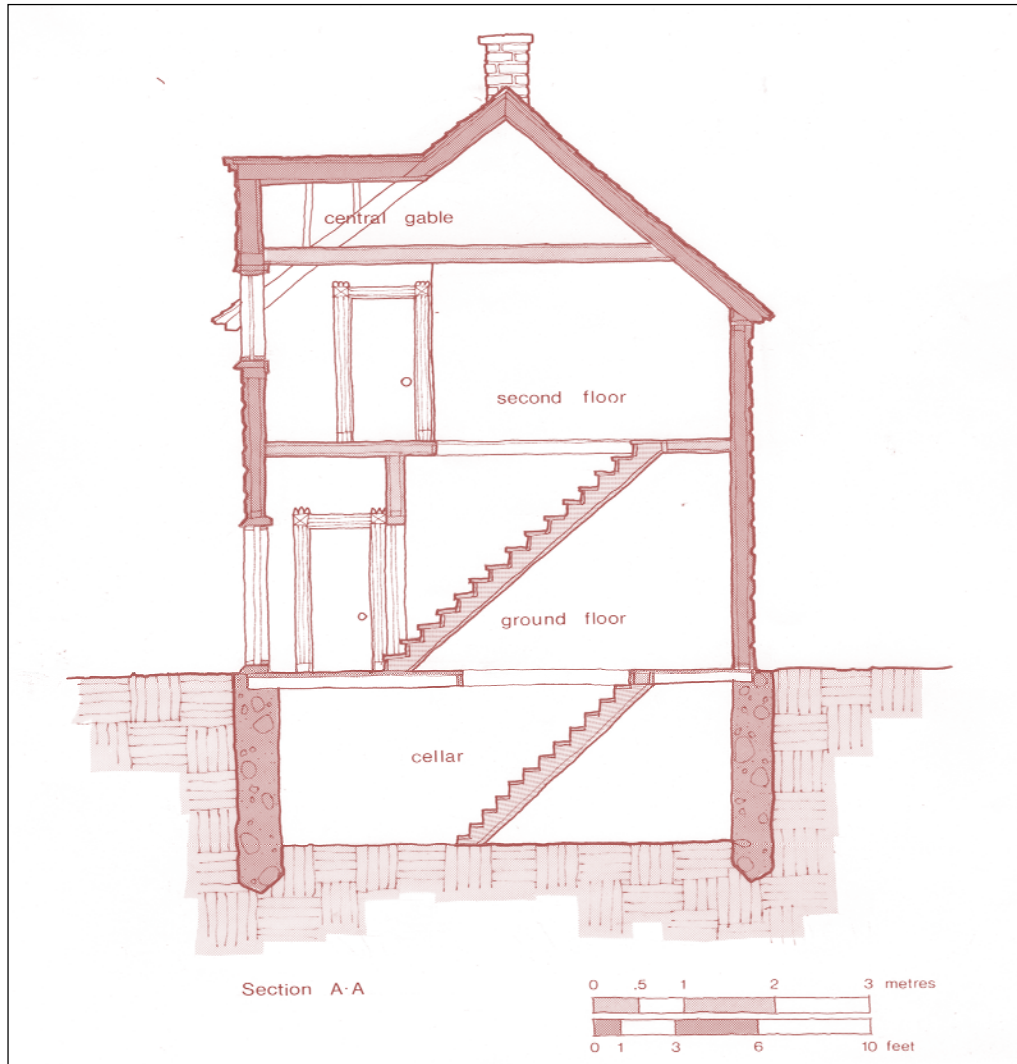 central gable
second floor
ground floor
cellar
Section A·A
0 .5 1 2 3 metres
0 1 3 6 10 feet